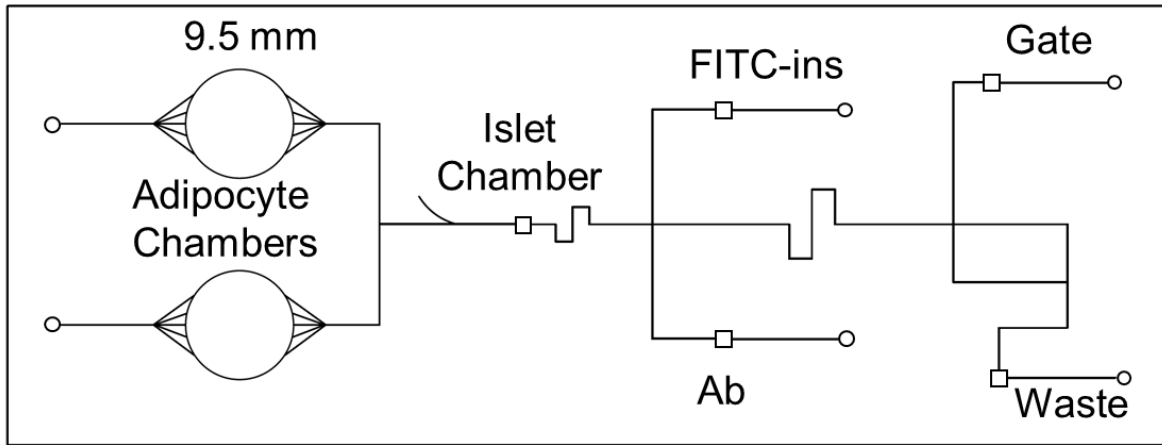 9.5 mm
Adipocyte
Chambers
Islet
Chamber
FITC-ins
Ab
Gate
Waste